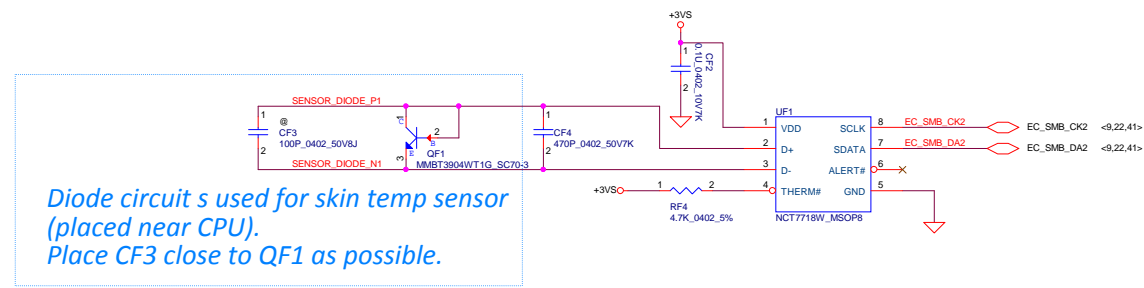 +3VS
1
CF2
0.1U_0402_10V7K
2
UF1
SENSOR_DIODE_P1
1
@
CF3
100P_0402_50V8J
2
SENSOR_DIODE_N1
1
C
2
B
E
3
QF1
MMBT3904WT1G_SC70-3
1
CF4
470P_0402_50V7K
2
1 VDD SCLK 8 EC_SMB_CK2 EC_SMB_CK2 <9,22,41>
2 D+ SDATA 7 EC_SMB_DA2 EC_SMB_DA2 <9,22,41>
3 D- ALERT# 6
+3VS 1 2 4 THERM# GND 5
RF4
4.7K_0402_5%
NCT7718W_MSOP8
Diode circuit s used for skin temp sensor
(placed near CPU).
Place CF3 close to QF1 as possible.